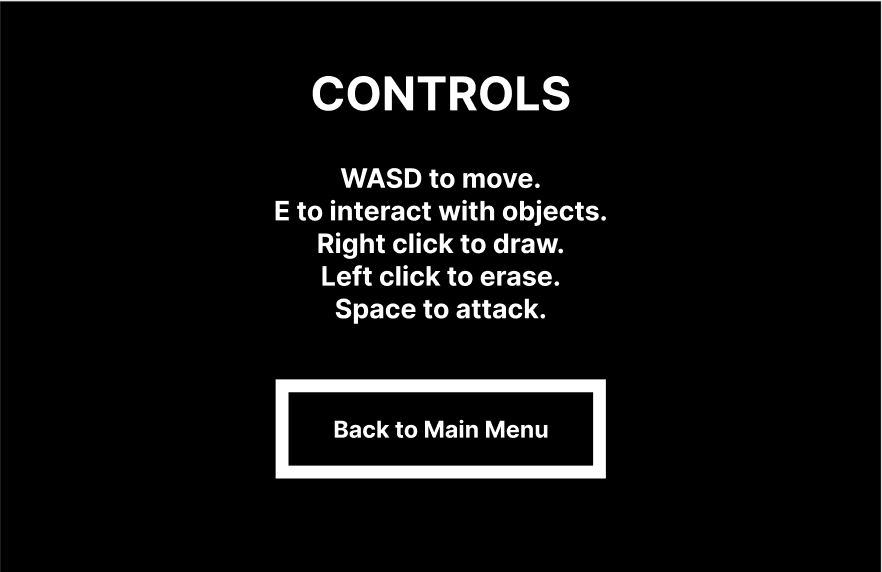 CONTROLS
WASD to move.
E to interact with objects.
Right click to draw.
Left click to erase.
Space to attack.
Back to Main Menu